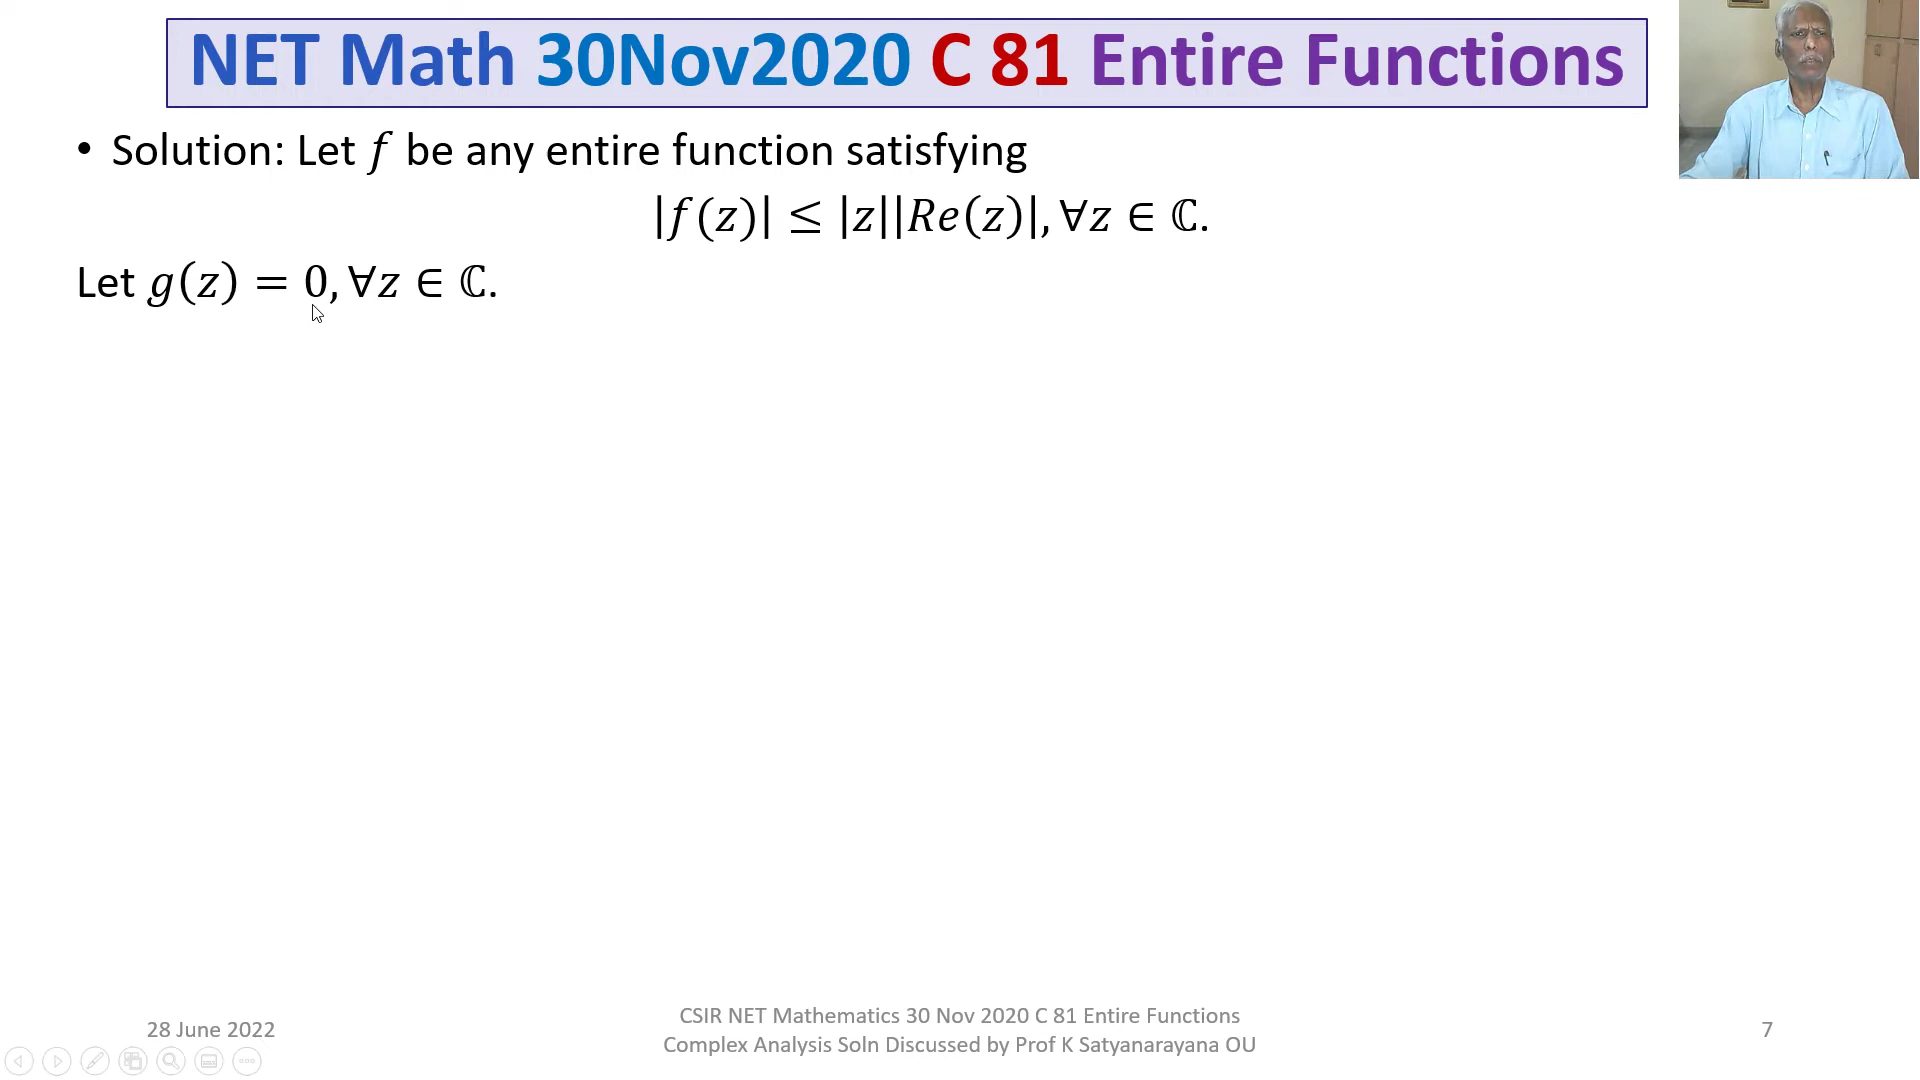 NET Math 30Nov2020 C 81 Entire Functions
• Solution: Let f be any entire function satisfying
|f(z)| ≤ |z||Re(z)|, ∀z ∈ ℂ.
Let g(z) = 0, ∀z ∈ ℂ.
28 June 2022
CSIR NET Mathematics 30 Nov 2020 C 81 Entire Functions
Complex Analysis Soln Discussed by Prof K Satyanarayana OU
7